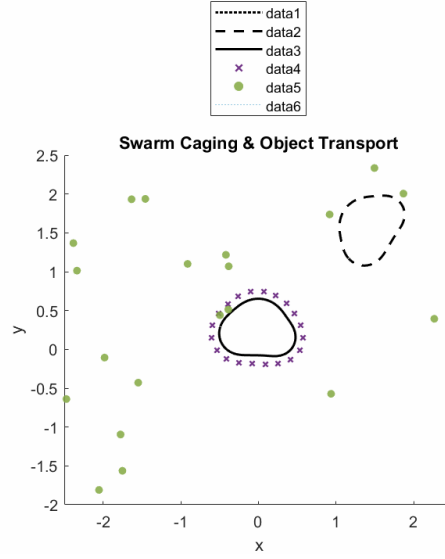 data1
data2
data3
data4
data5
data6
Swarm Caging & Object Transport
2.5
2
1.5
1
0.5
0
-0.5
-1
-1.5
-2
y
-2
-1
0
1
2
x